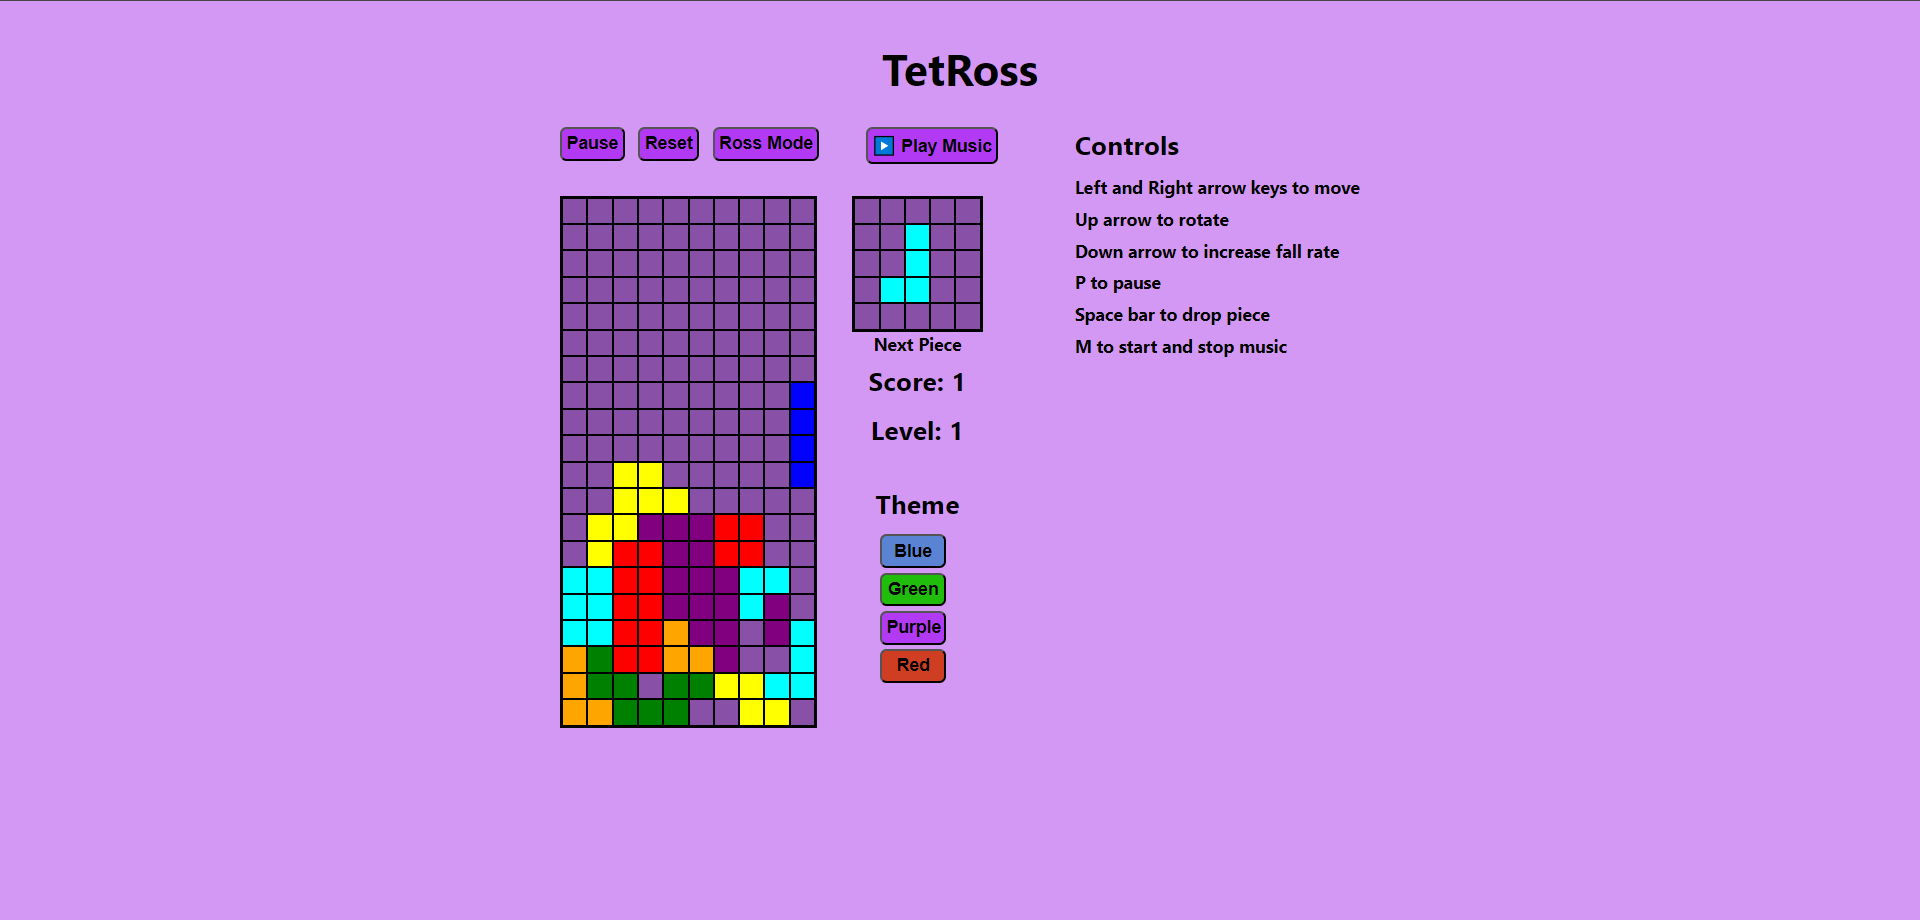 TetRoss
Pause
Reset
Ross Mode
Play Music
Next Piece
Score: 1
Level: 1
Theme
Blue
Green
Purple
Red
Controls
Left and Right arrow keys to move
Up arrow to rotate
Down arrow to increase fall rate
P to pause
Space bar to drop piece
M to start and stop music